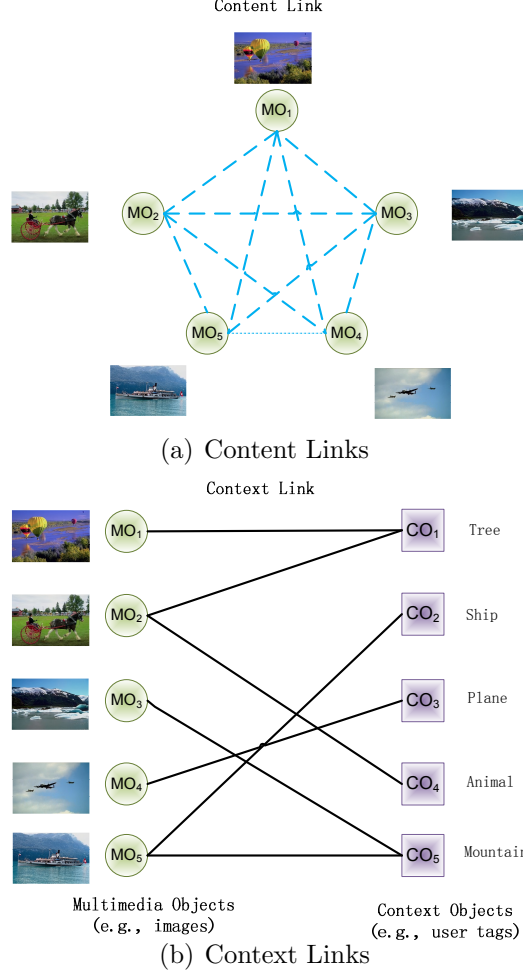 Content Link
MO₁
MO₂
MO₃
MO₅
MO₄
(a) Content Links
Context Link
MO₁ CO₁ Tree
MO₂ CO₂ Ship
MO₃ CO₃ Plane
MO₄ CO₄ Animal
MO₅ CO₅ Mountain
Multimedia Objects
(e.g., images)
Context Objects
(e.g., user tags)
(b) Context Links